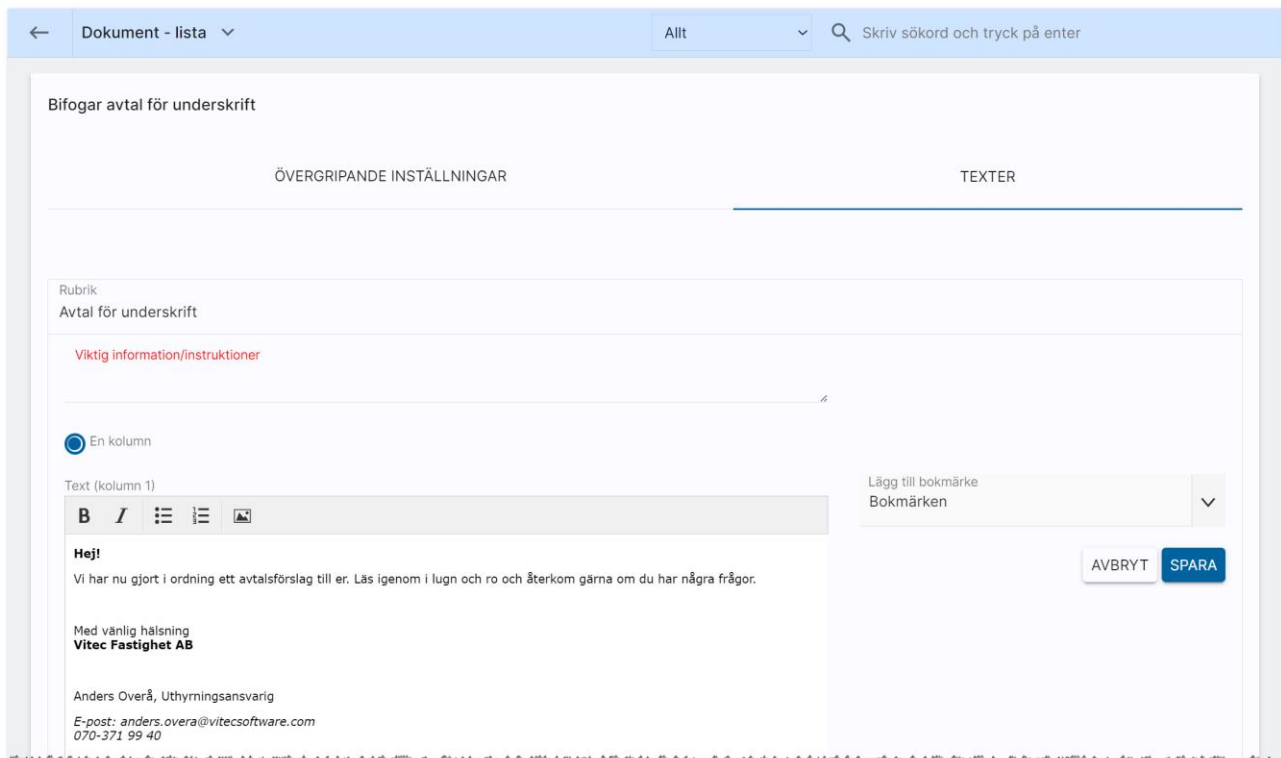 Dokument - lista
Allt
Skriv sökord och tryck på enter
Bifogar avtal för underskrift
ÖVERGRIPANDE INSTÄLLNINGAR
TEXTER
Rubrik
Avtal för underskrift
Viktig information/instruktioner
En kolumn
Text (kolumn 1)
Lägg till bokmärke
Bokmärken
B I
AVBRYT SPARA
Hej!
Vi har nu gjort i ordning ett avtalsförslag till er. Läs igenom i lugn och ro och återkom gärna om du har några frågor.
Med vänlig hälsning
Vitec Fastighet AB
Anders Overå, Uthyrningsansvarig
E-post: anders.overa@vitecsoftware.com
070-371 99 40